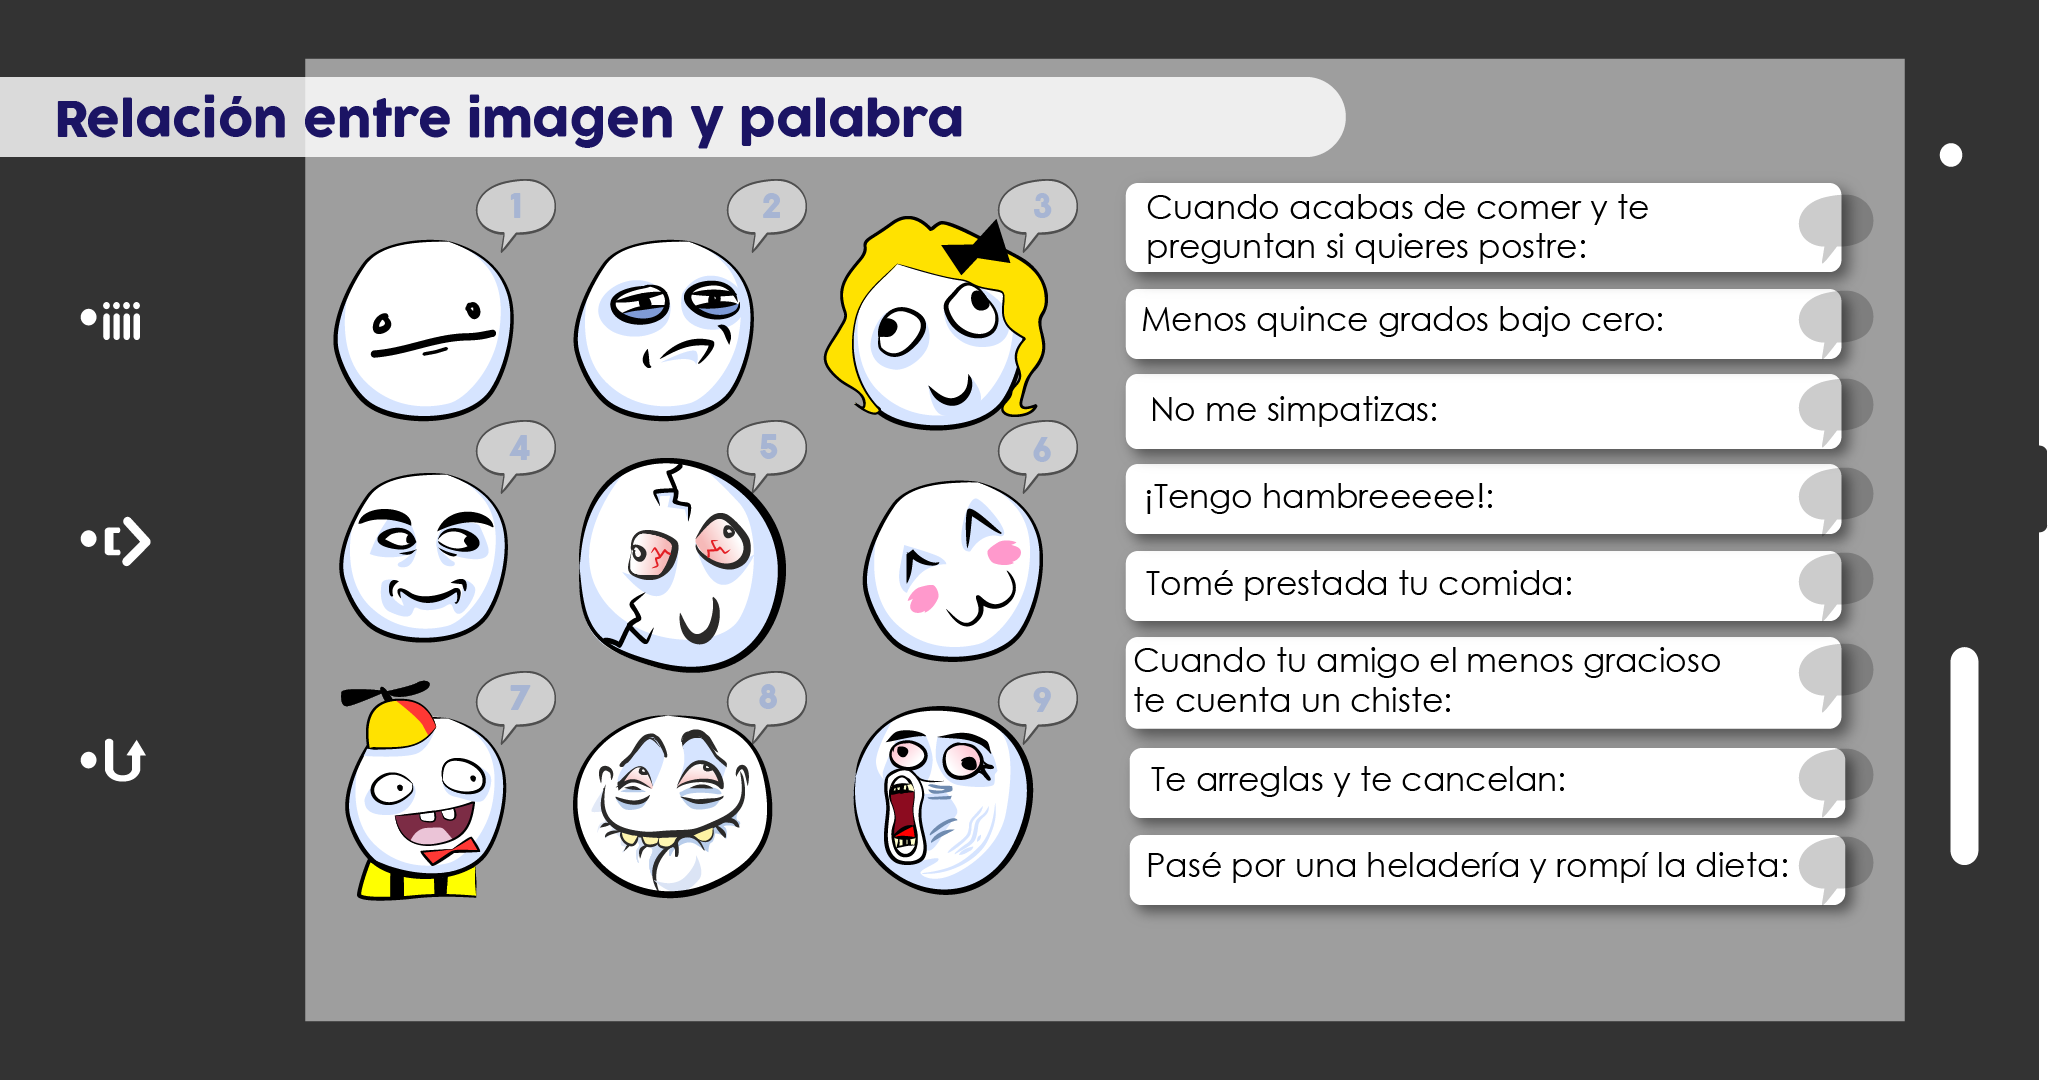 Relación entre imagen y palabra
1
2
3
4
5
6
7
8
9
Cuando acabas de comer y te
preguntan si quieres postre:
Menos quince grados bajo cero:
No me simpatizas:
¡Tengo hambreeeee!:
Tomé prestada tu comida:
Cuando tu amigo el menos gracioso
te cuenta un chiste:
Te arreglas y te cancelan:
Pasé por una heladería y rompí la dieta: